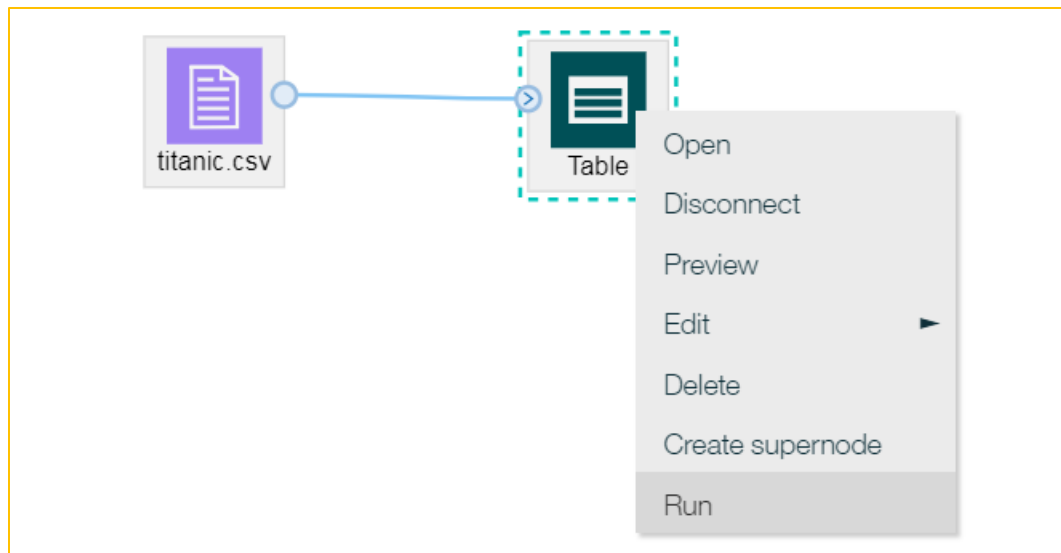 titanic.csv
Table
Open
Disconnect
Preview
Edit
Delete
Create supernode
Run